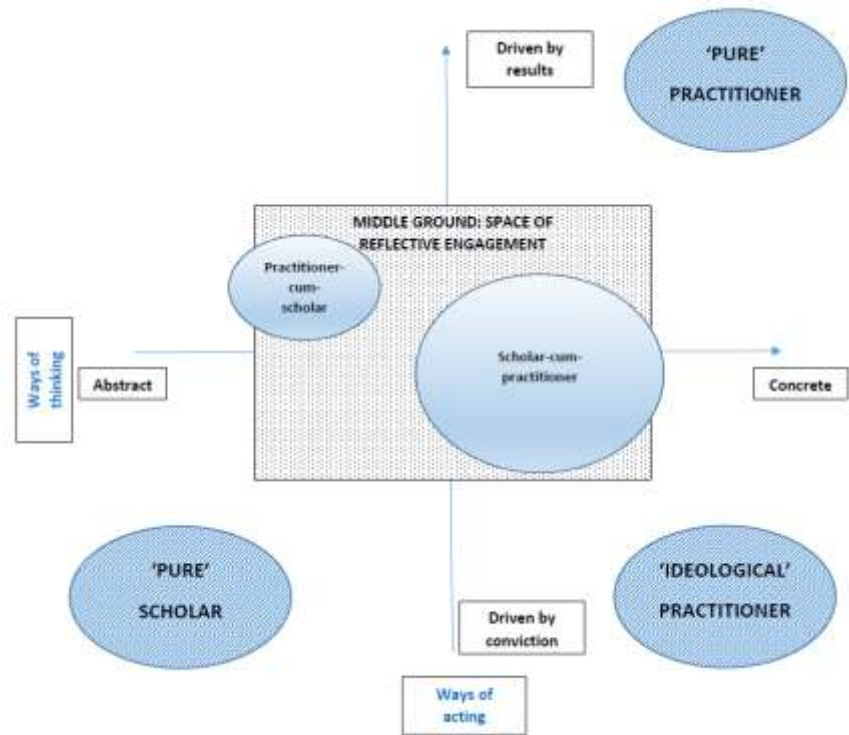 Driven by
results
‘PURE’
PRACTITIONER
MIDDLE GROUND: SPACE OF
REFLECTIVE ENGAGEMENT
Practitioner-
cum-
scholar
Scholar-cum-
practitioner
Ways of
thinking
Abstract
Concrete
‘PURE’
SCHOLAR
‘IDEOLOGICAL’
PRACTITIONER
Driven by
conviction
Ways of
acting